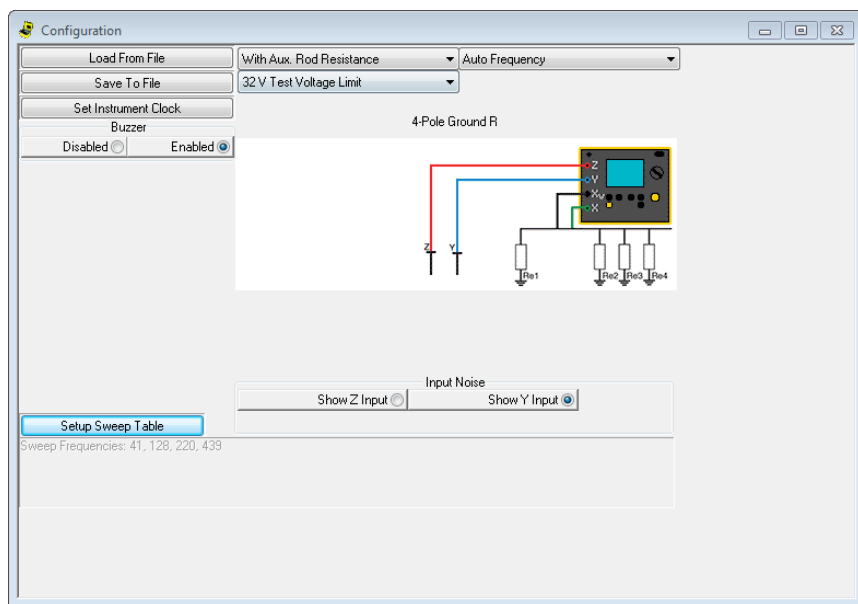 Configuration
Load From File
With Aux. Rod Resistance
Auto Frequency
Save To File
32 V Test Voltage Limit
Set Instrument Clock
Buzzer
Disabled
Enabled
4-Pole Ground R
Z
Y
Xv
X
Z
Y
Re1
Re2
Re3
Re4
Input Noise
Show Z Input
Show Y Input
Setup Sweep Table
Sweep Frequencies: 41, 128, 220, 439